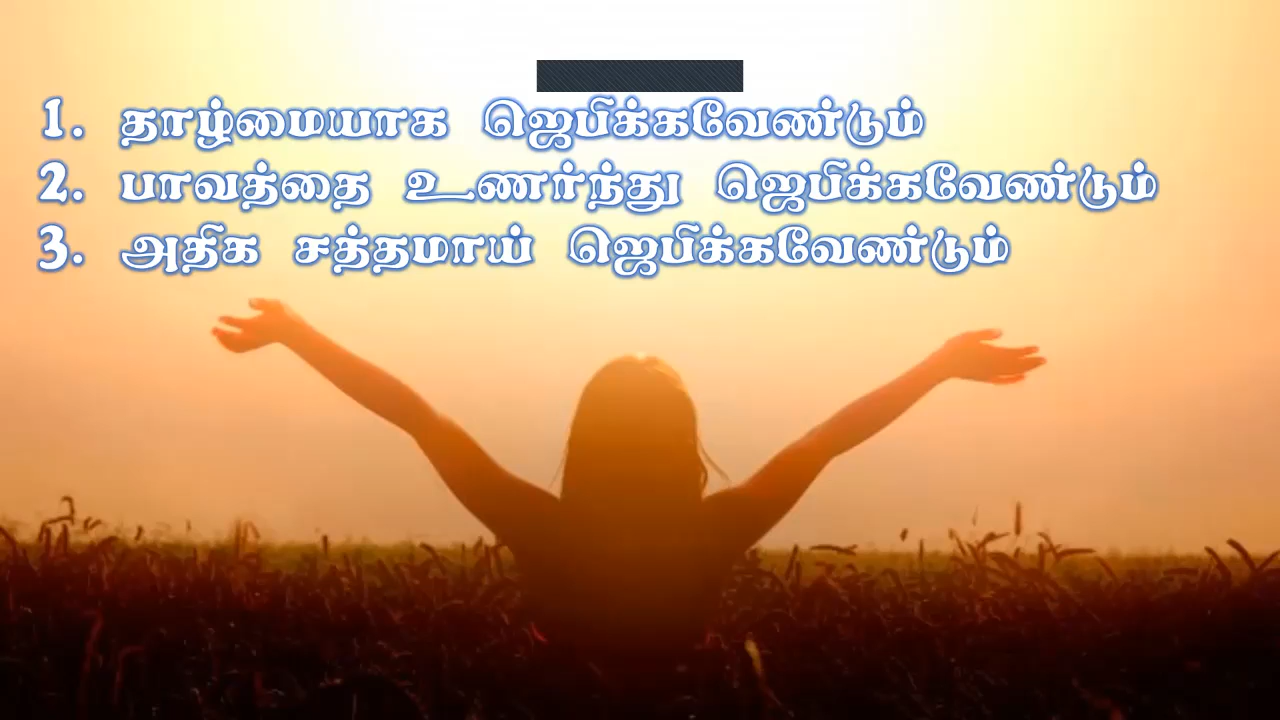 1. தாழ்மையாக ஜெபிக்கவேண்டும்
2. பாவத்தை உணர்ந்து ஜெபிக்கவேண்டும்
3. அதிக சத்தமாய் ஜெபிக்கவேண்டும்